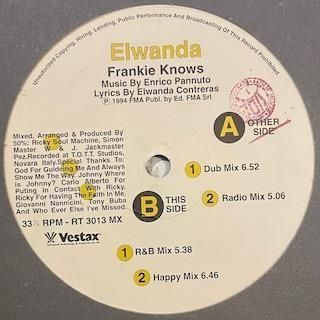 Unauthorized Copying, Hiring, Lending, Public Performance And Broadcasting Of This Record Prohibited
Elwanda
Frankie Knows
Music By Enrico Pannuto
Lyrics By Elwanda Contreras
℗ 1994 FMA Publ. by Ed. FMA Srl
Mixed, Arranged & Produced By
50%: Ricky Soul Machine, Simon
Master W & J. Jackmaster
Pez.Recorded at T.O.T.T. Studios,
Novara Italy.Special Thanks To:
God For Guideing Me And Always
Show Me The Way. Johnny Where
is Johnny? Carlo Alberto For
Puting In Contact With Ricky,
Ricky For Having The Faith In Me,
Giovanni Nannicini, Tony Buba
And Who Ever Else I've Missed.
33⅓ RPM - RT 3013 MX
Vestax
A OTHER
SIDE
1 Dub Mix 6.52
2 Radio Mix 5.06
B THIS
SIDE
1 R&B Mix 5.38
2 Happy Mix 6.46